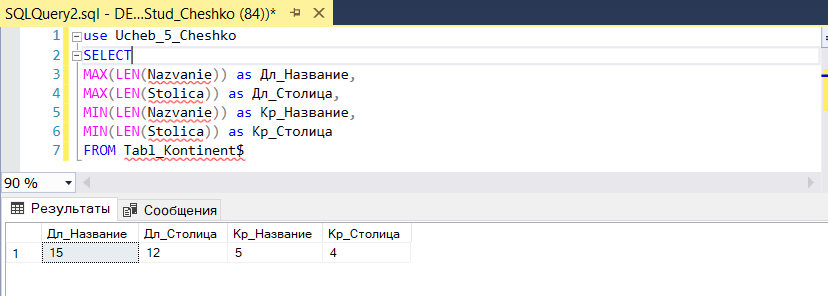 SQLQuery2.sql - DE...Stud_Cheshko (84))*
1 use Ucheb_5_Cheshko
2 SELECT
3 MAX(LEN(Nazvanie)) as Дл_Название,
4 MAX(LEN(Stolica)) as Дл_Столица,
5 MIN(LEN(Nazvanie)) as Кр_Название,
6 MIN(LEN(Stolica)) as Кр_Столица
7 FROM Tabl_Kontinent$
90 %
Результаты Сообщения
Дл_Название Дл_Столица Кр_Название Кр_Столица
1 15 12 5 4